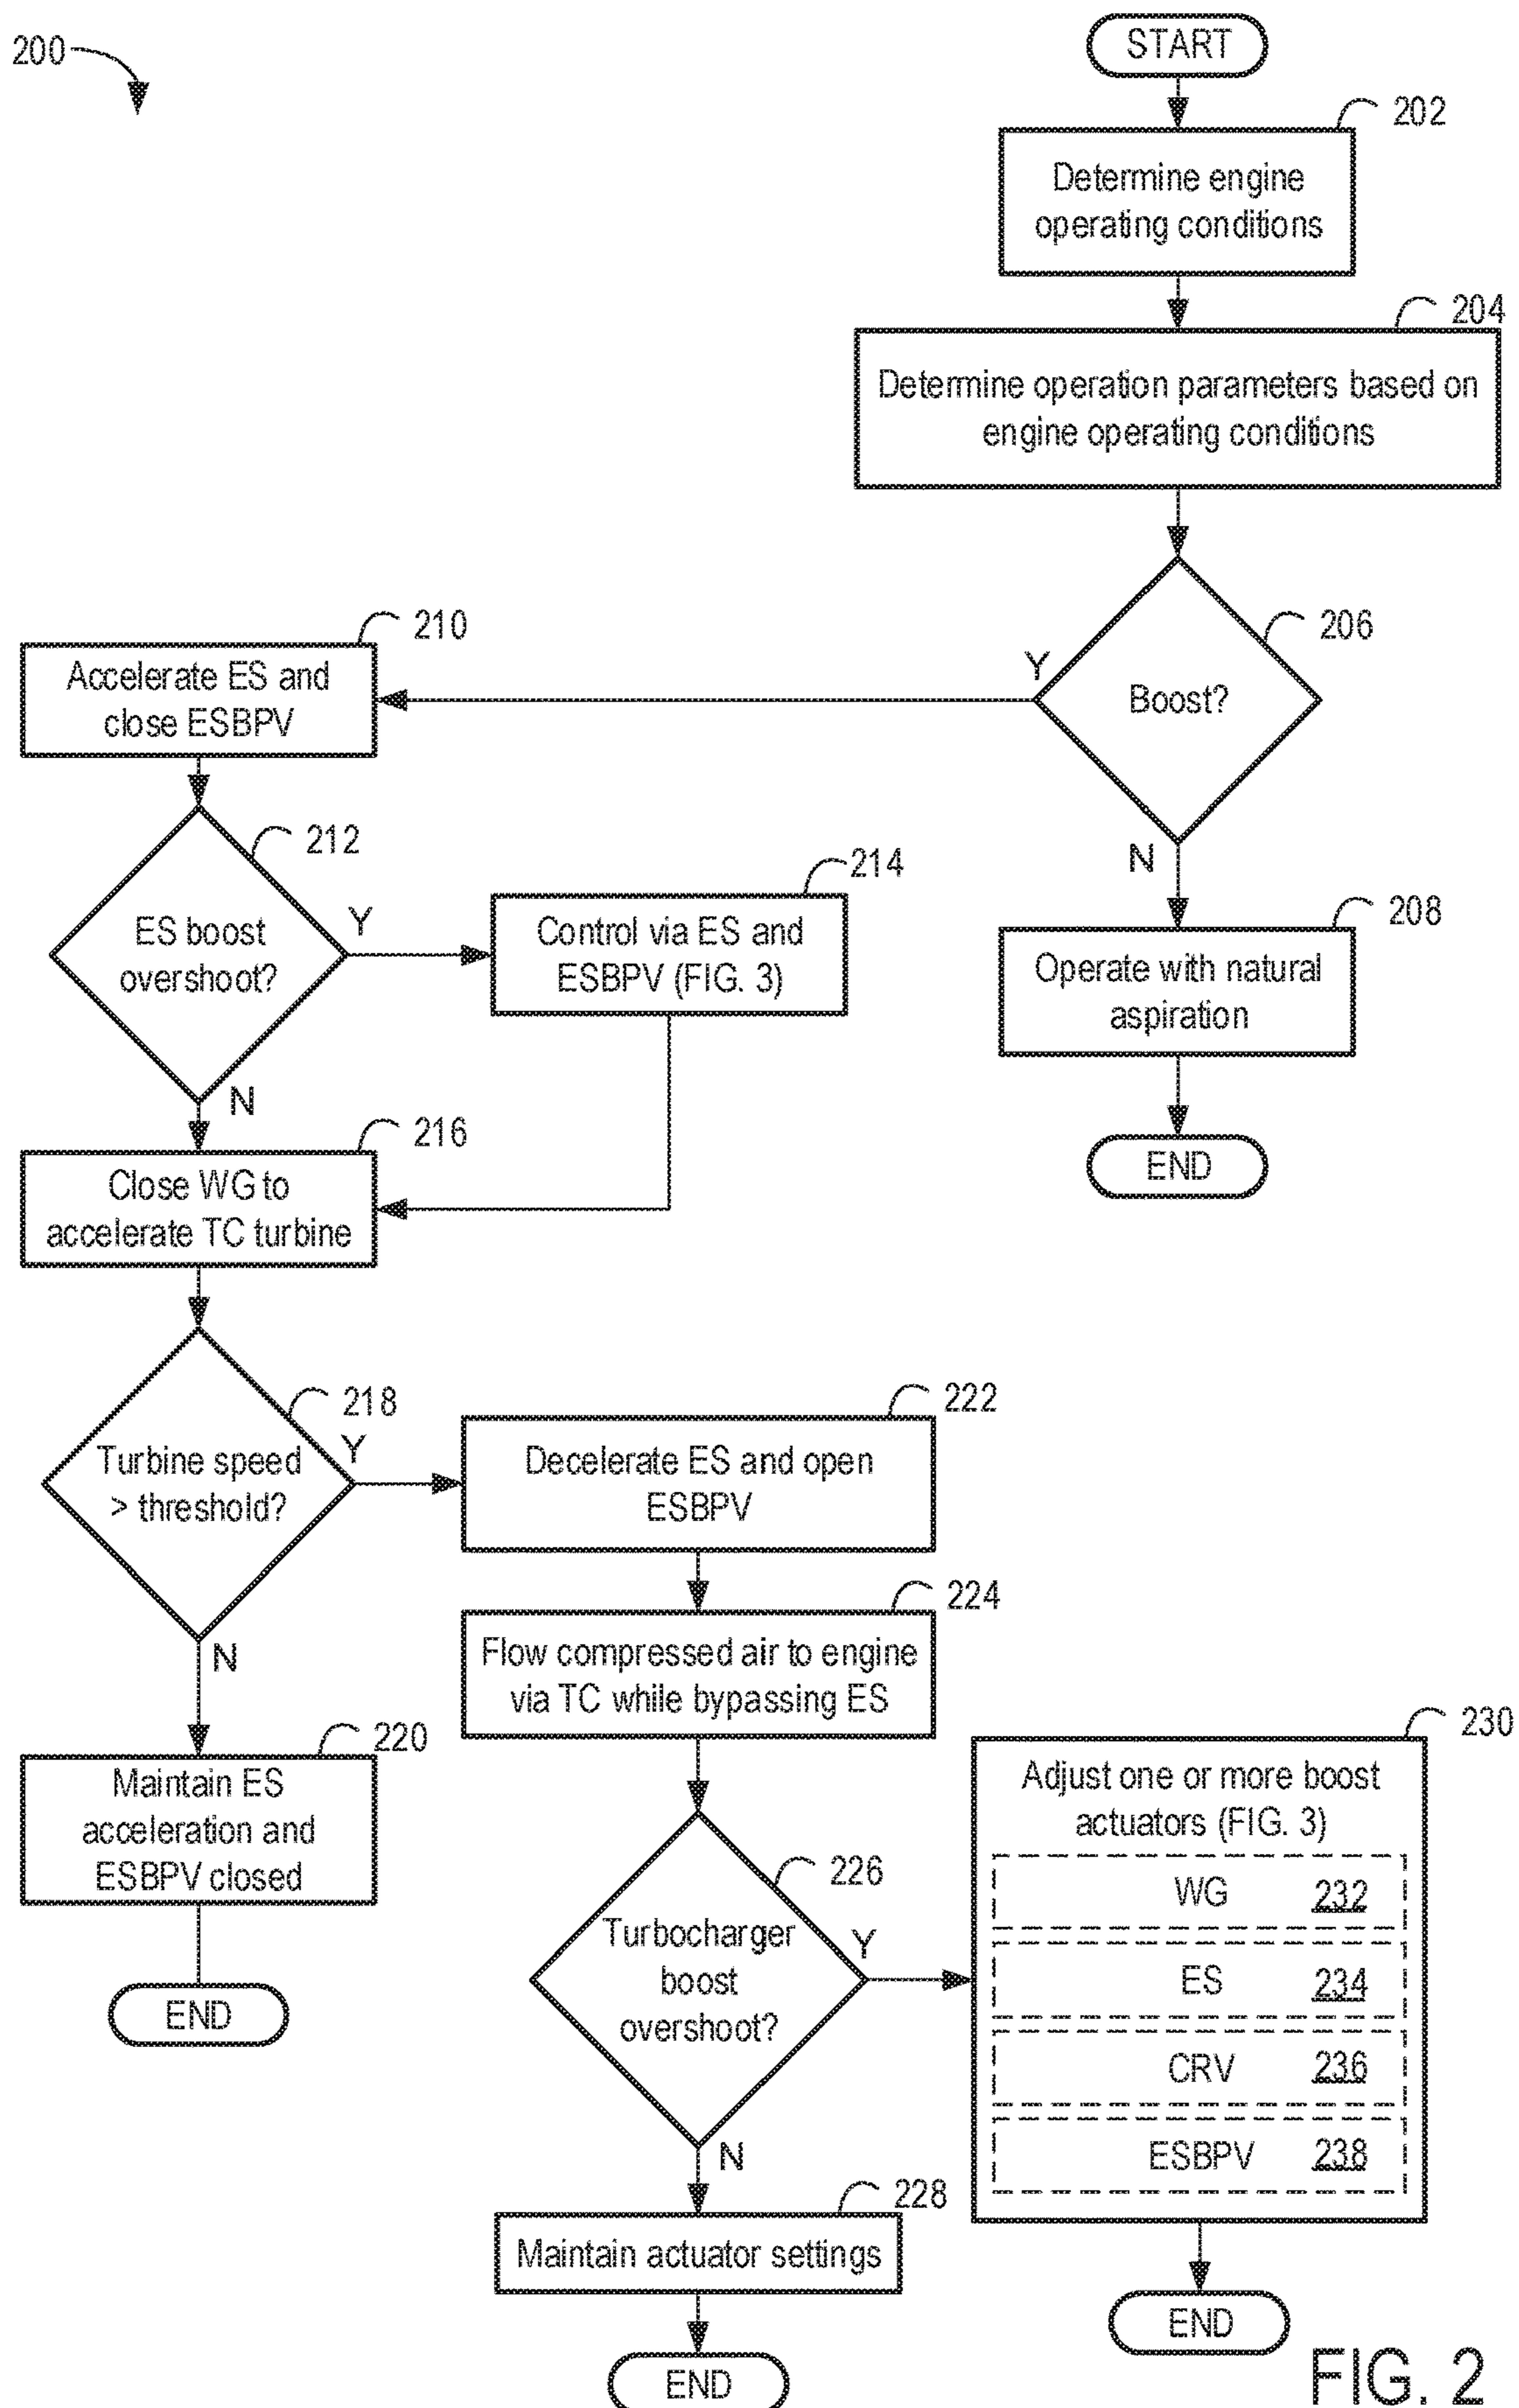 200
START
202
Determine engine
operating conditions
204
Determine operation parameters based on
engine operating conditions
206
Boost?
Y
N
208
Operate with natural
aspiration
END
210
Accelerate ES and
close ESBPV
212
ES boost
overshoot?
Y
N
214
Control via ES and
ESBPV (FIG. 3)
216
Close WG to
accelerate TC turbine
218
Turbine speed
> threshold?
Y
N
220
Maintain ES
acceleration and
ESBPV closed
END
222
Decelerate ES and open
ESBPV
224
Flow compressed air to engine
via TC while bypassing ES
226
Turbocharger
boost
overshoot?
Y
N
228
Maintain actuator settings
END
230
Adjust one or more boost
actuators (FIG. 3)
WG 232
ES 234
CRV 236
ESBPV 238
END
FIG. 2